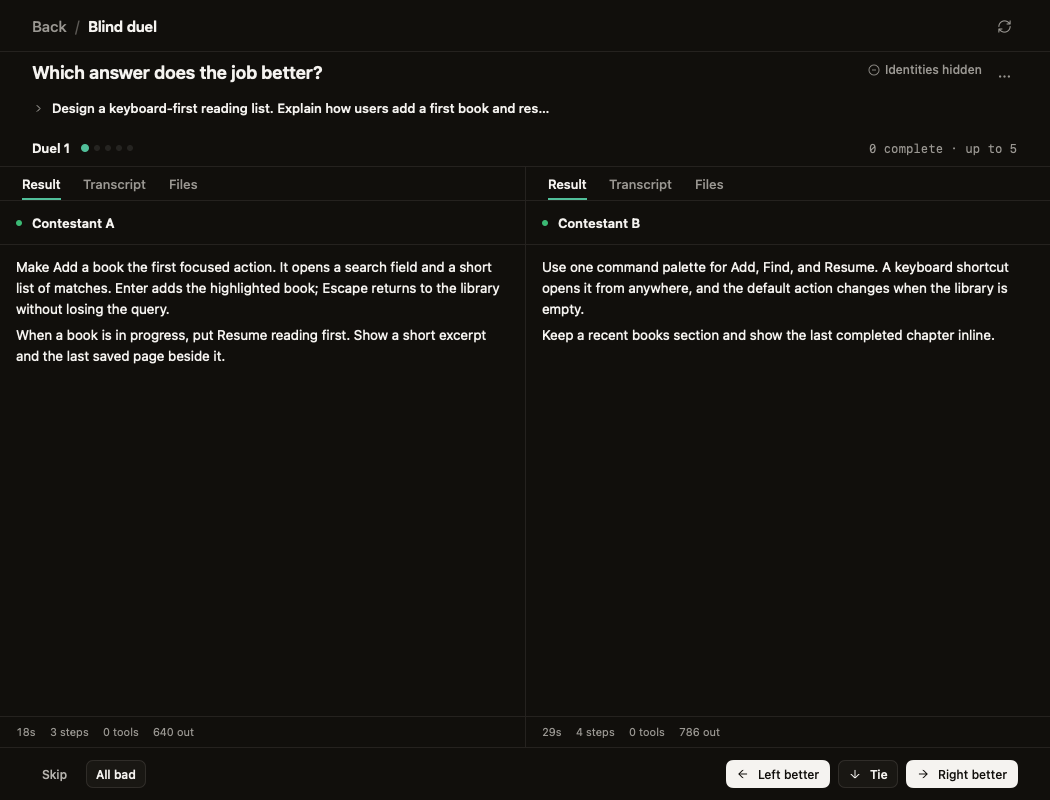 Back / Blind duel
Which answer does the job better?
Identities hidden
...
Design a keyboard-first reading list. Explain how users add a first book and res...
Duel 1
0 complete · up to 5
Result Transcript Files
Contestant A
Make Add a book the first focused action. It opens a search field and a short
list of matches. Enter adds the highlighted book; Escape returns to the library
without losing the query.
When a book is in progress, put Resume reading first. Show a short excerpt
and the last saved page beside it.
18s 3 steps 0 tools 640 out
Result Transcript Files
Contestant B
Use one command palette for Add, Find, and Resume. A keyboard shortcut
opens it from anywhere, and the default action changes when the library is
empty.
Keep a recent books section and show the last completed chapter inline.
29s 4 steps 0 tools 786 out
Skip All bad
← Left better ↓ Tie → Right better